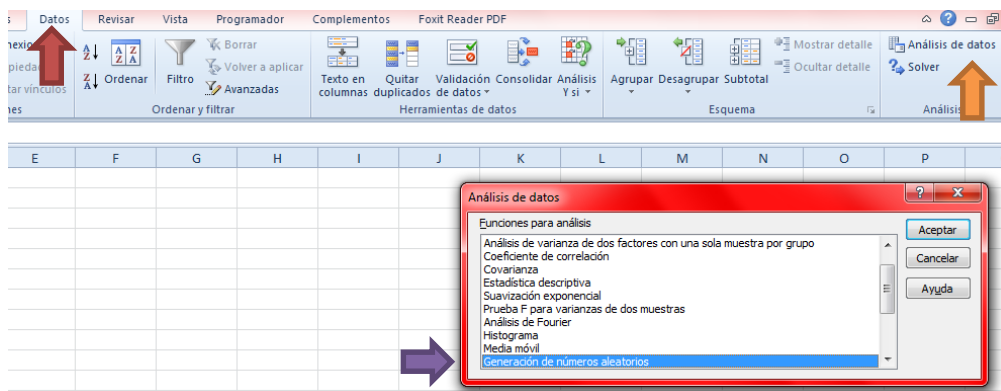 Datos Revisar Vista Programador Complementos Foxit Reader PDF
Ordenar
Filtro
Borrar
Volver a aplicar
Avanzadas
Texto en columnas
Quitar duplicados
Validación de datos
Consolidar
Análisis Y si
Agrupar
Desagrupar
Subtotal
Mostrar detalle
Ocultar detalle
Análisis de datos
Solver
Ordenar y filtrar
Herramientas de datos
Esquema
Análisis
E F G H I J K L M N O P
Análisis de datos
Funciones para análisis
Análisis de varianza de dos factores con una sola muestra por grupo
Coeficiente de correlación
Covarianza
Estadística descriptiva
Suavización exponencial
Prueba F para varianzas de dos muestras
Análisis de Fourier
Histograma
Media móvil
Generación de números aleatorios
Aceptar
Cancelar
Ayuda